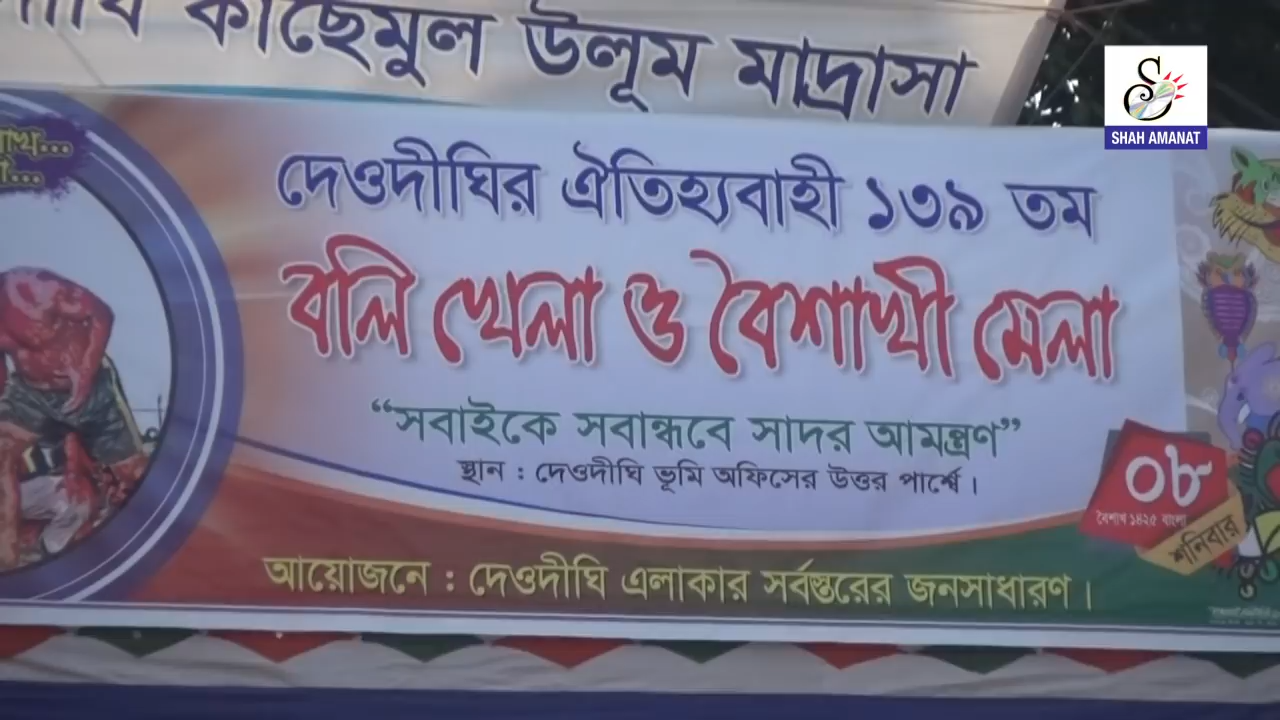 কাছেমুল উলূম মাদ্রাসা
SHAH AMANAT
দেওদীঘির ঐতিহ্যবাহী ১৩৯ তম
বলি খেলা ও বৈশাখী মেলা
“সবাইকে সবান্ধবে সাদর আমন্ত্রণ”
স্থান : দেওদীঘি ভূমি অফিসের উত্তর পার্শ্বে।
০৮
বৈশাখ ১৪২৫ বাংলা
শনিবার
আয়োজনে : দেওদীঘি এলাকার সর্বস্তরের জনসাধারণ।